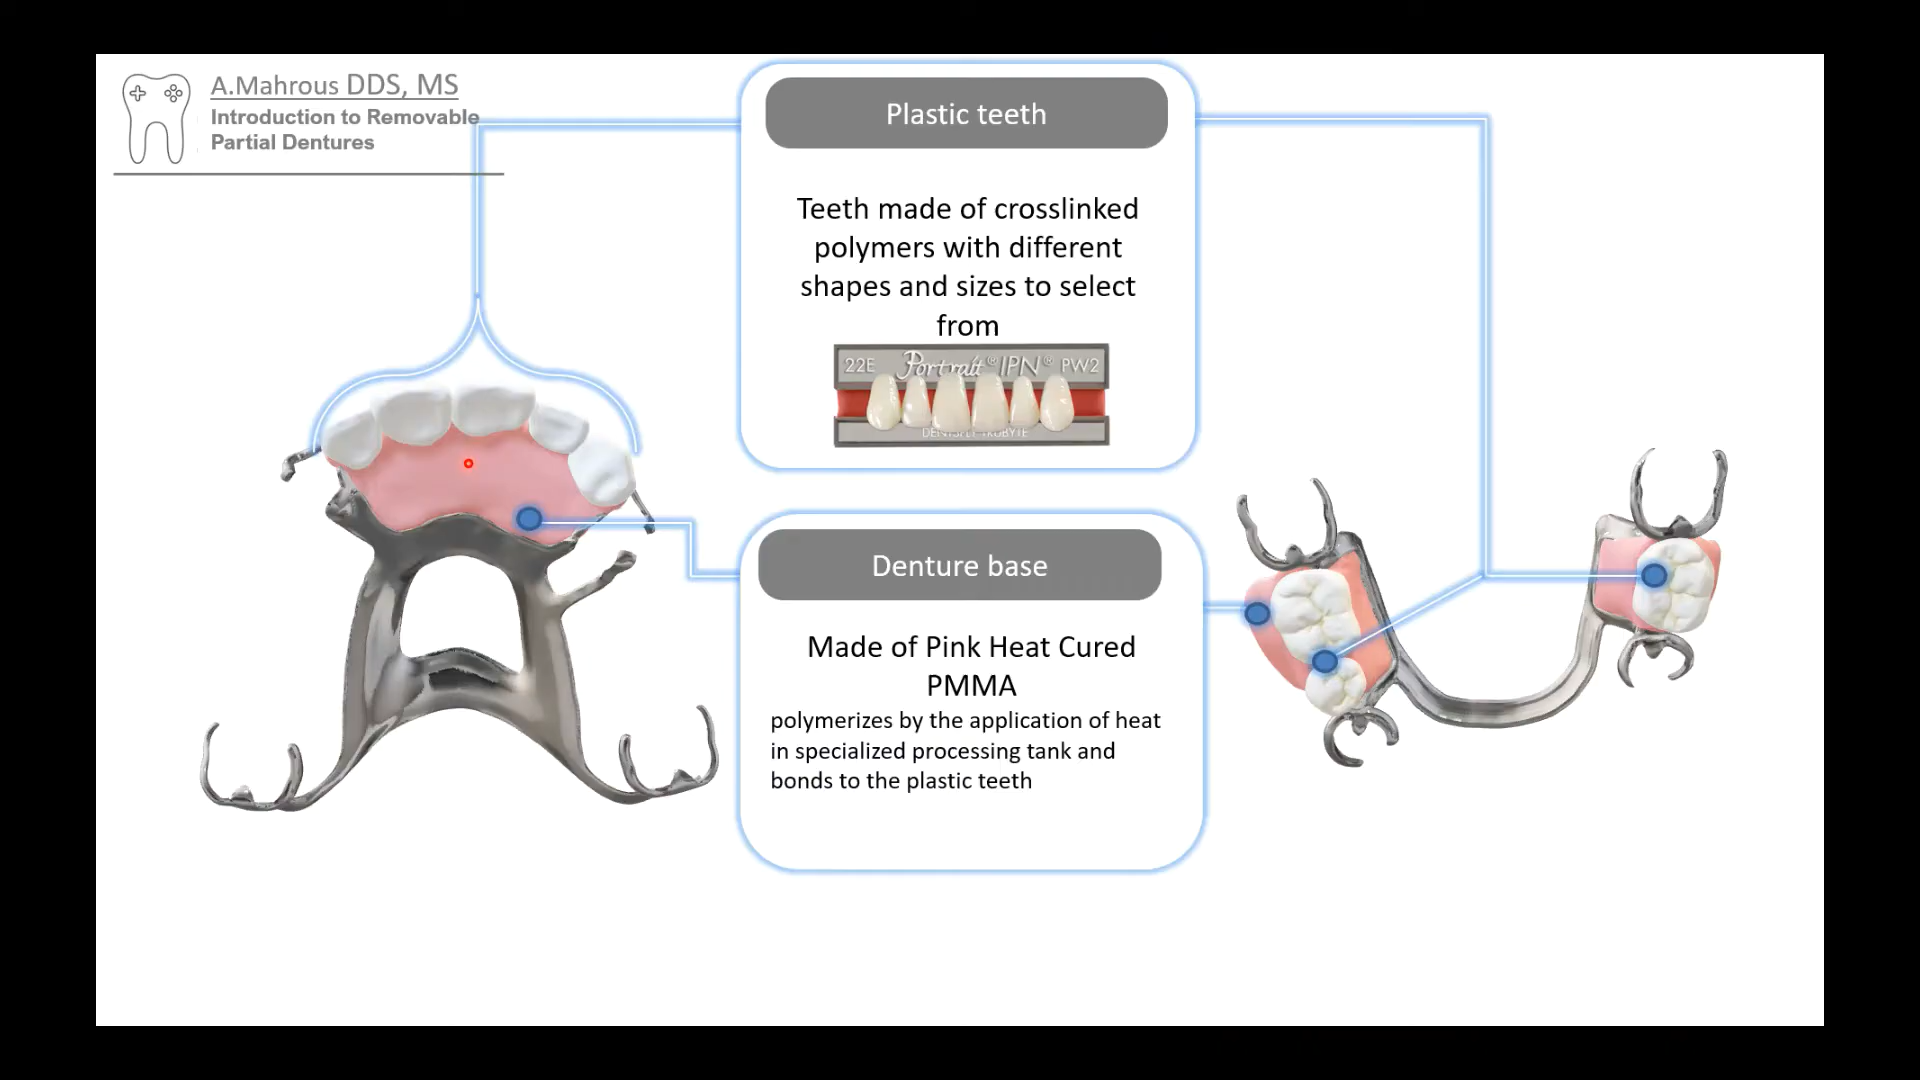 A.Mahrous DDS, MS
Introduction to Removable
Partial Dentures
Plastic teeth
Teeth made of crosslinked
polymers with different
shapes and sizes to select
from
22E Portrait® IPN® PW2
Denture base
Made of Pink Heat Cured
PMMA
polymerizes by the application of heat
in specialized processing tank and
bonds to the plastic teeth